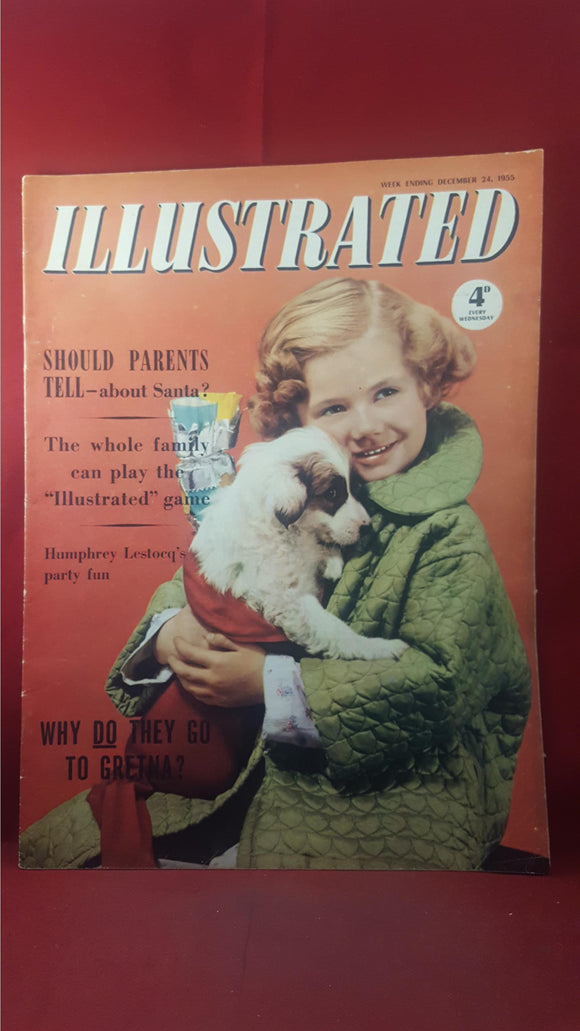 WEEK ENDING DECEMBER 24, 1955
ILLUSTRATED
4D
EVERY
WEDNESDAY
SHOULD PARENTS
TELL—about Santa?
The whole family
can play the
“Illustrated” game
Humphrey Lestocq's
party fun
WHY DO THEY GO
TO GRETNA?